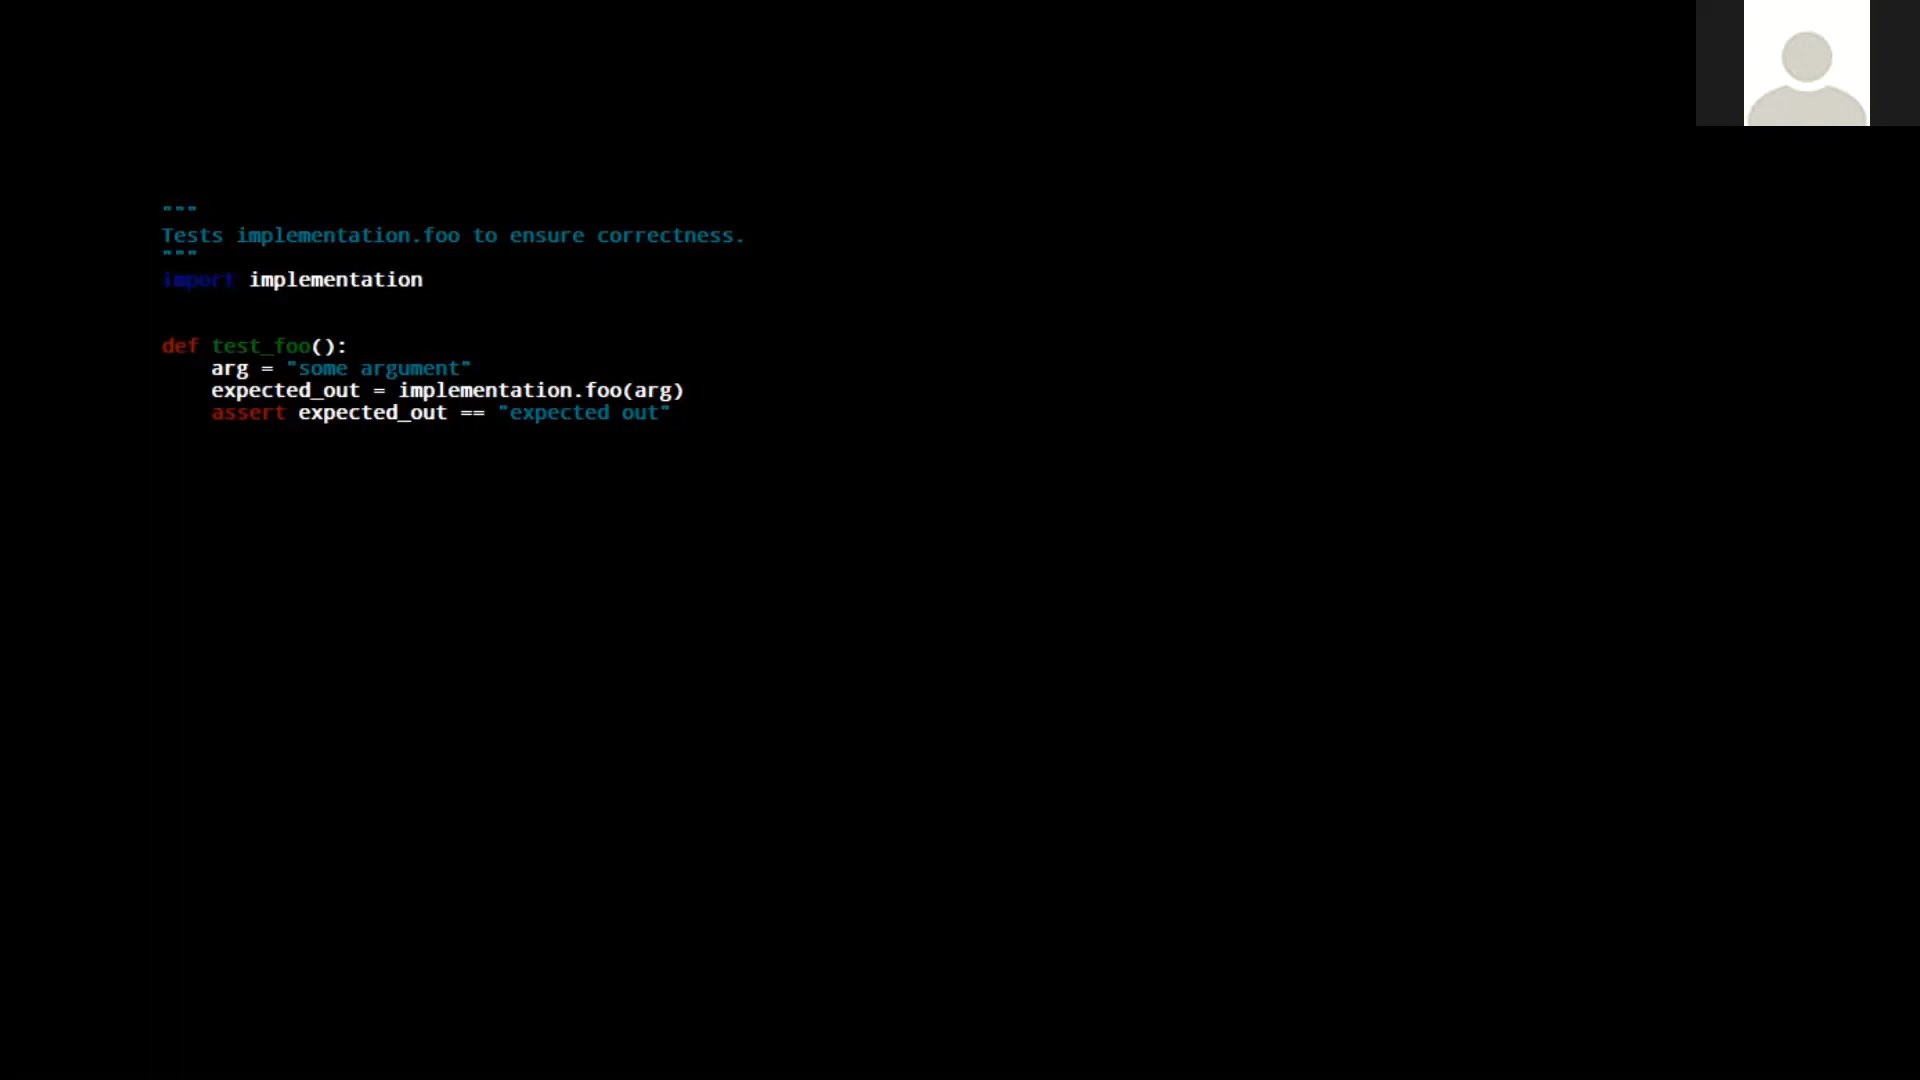 """
Tests implementation.foo to ensure correctness.
"""
import implementation
def test_foo():
    arg = "some argument"
    expected_out = implementation.foo(arg)
    assert expected_out == "expected out"